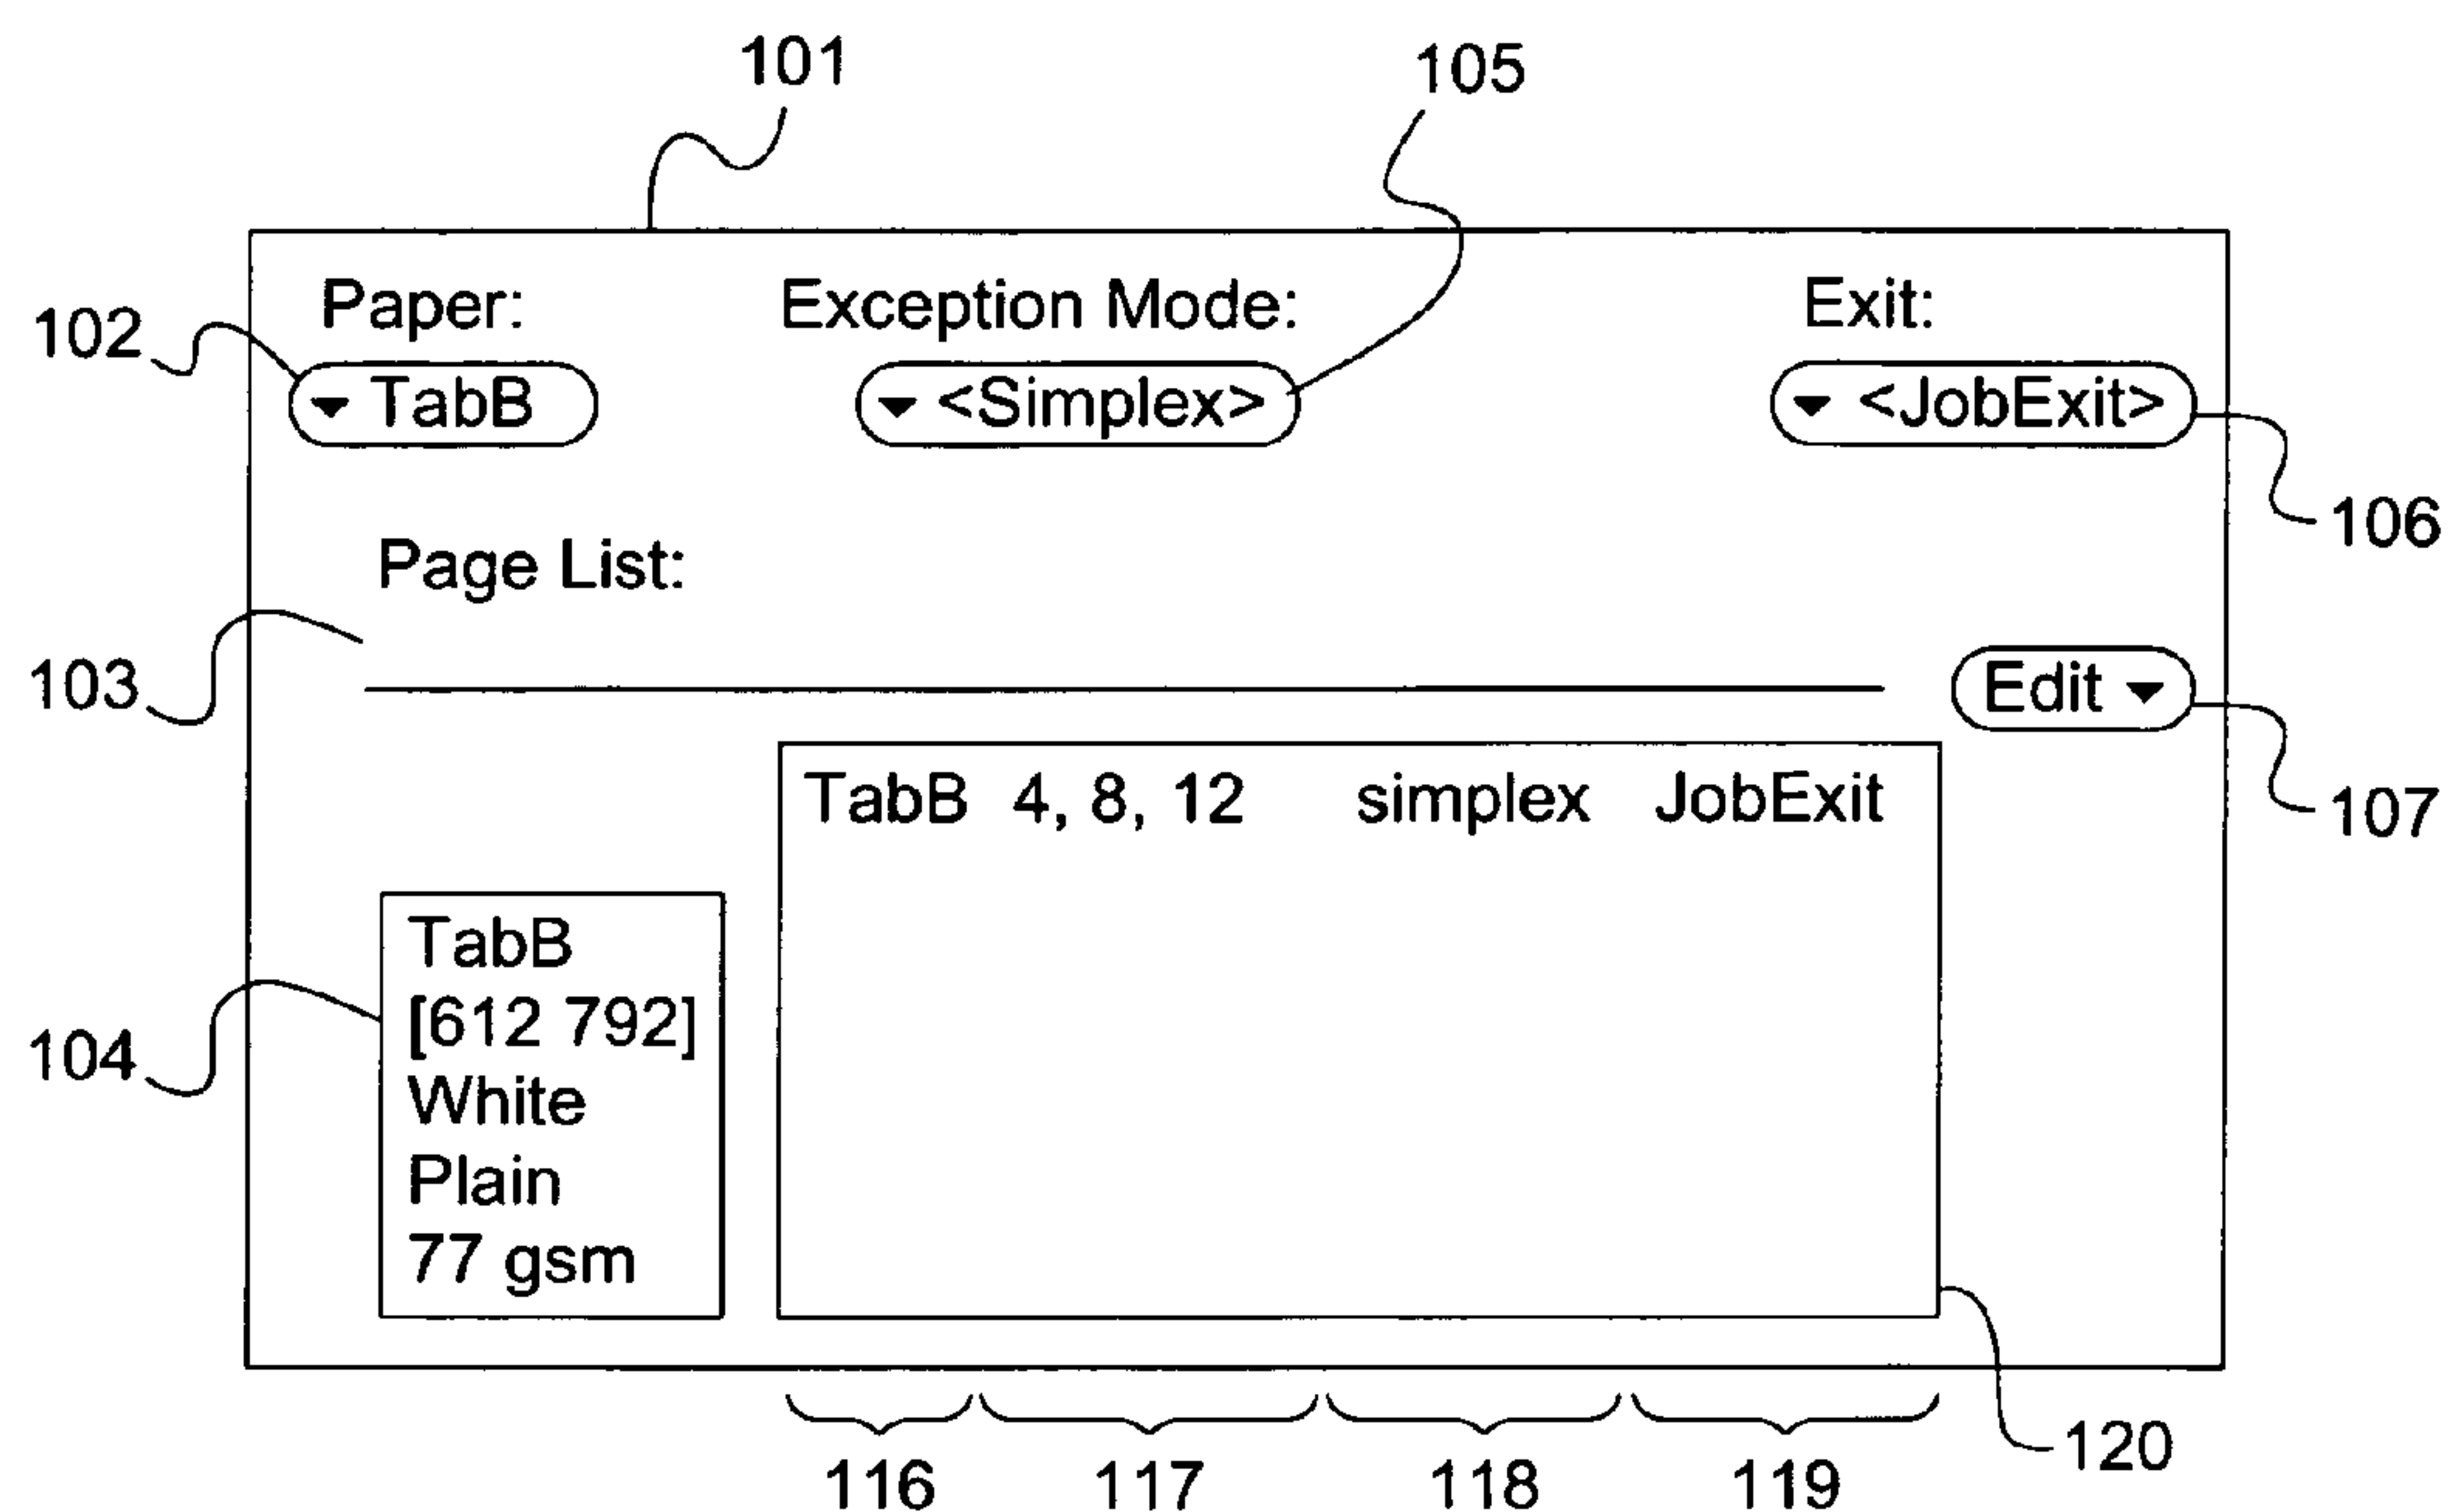 101
105
Paper: Exception Mode: Exit:
102
TabB <Simplex> <JobExit>
106
Page List:
103
Edit
107
TabB 4, 8, 12 simplex JobExit
104
TabB
[612 792]
White
Plain
77 gsm
120
116 117 118 119